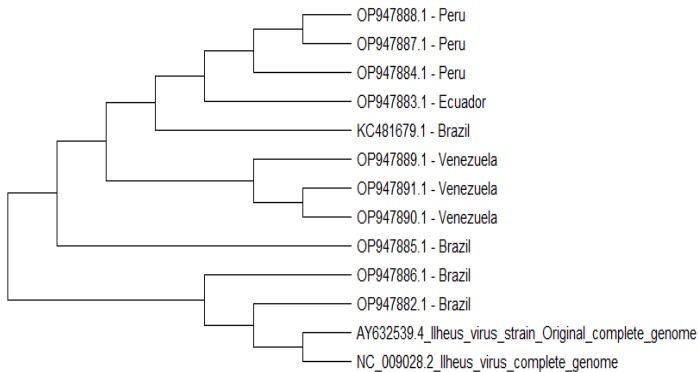 OP947888.1 - Peru
OP947887.1 - Peru
OP947884.1 - Peru
OP947883.1 - Ecuador
KC481679.1 - Brazil
OP947889.1 - Venezuela
OP947891.1 - Venezuela
OP947890.1 - Venezuela
OP947885.1 - Brazil
OP947886.1 - Brazil
OP947882.1 - Brazil
AY632539.4_Ilheus_virus_strain_Original_complete_genome
NC_009028.2_Ilheus_virus_complete_genome